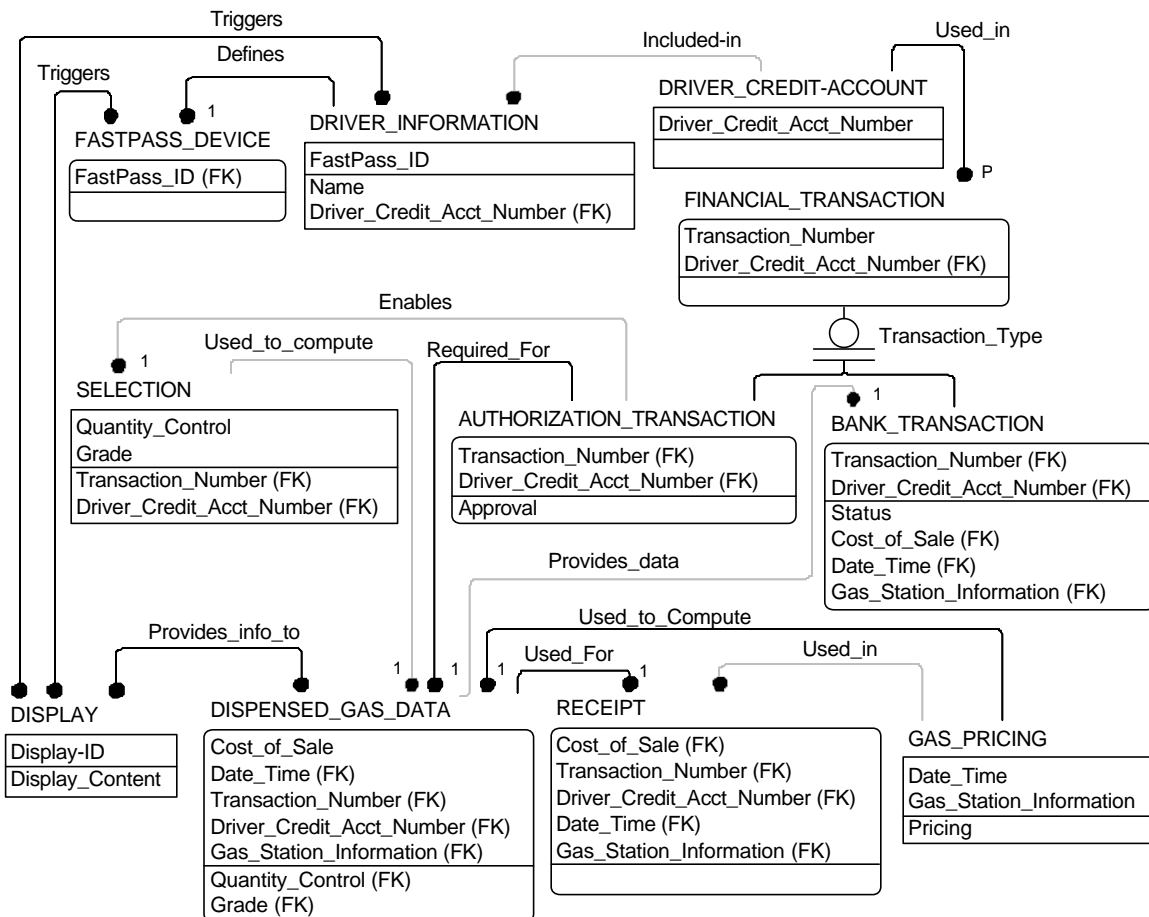 Triggers
Used_in
Included-in
Defines
Triggers
DRIVER_CREDIT-ACCOUNT
1
FASTPASS_DEVICE
DRIVER_INFORMATION
Driver_Credit_Acct_Number
FastPass_ID (FK)
FastPass_ID
Name
Driver_Credit_Acct_Number (FK)
P
FINANCIAL_TRANSACTION
Transaction_Number
Driver_Credit_Acct_Number (FK)
Enables
Transaction_Type
Used_to_compute
Required_For
1
SELECTION
Quantity_Control
Grade
Transaction_Number (FK)
Driver_Credit_Acct_Number (FK)
AUTHORIZATION_TRANSACTION
Transaction_Number (FK)
Driver_Credit_Acct_Number (FK)
Approval
1
BANK_TRANSACTION
Transaction_Number (FK)
Driver_Credit_Acct_Number (FK)
Status
Cost_of_Sale (FK)
Date_Time (FK)
Gas_Station_Information (FK)
Provides_data
Used_to_Compute
Provides_info_to
Used_For
Used_in
1
1
1
1
DISPLAY
Display-ID
Display_Content
DISPENSED_GAS_DATA
Cost_of_Sale
Date_Time (FK)
Transaction_Number (FK)
Driver_Credit_Acct_Number (FK)
Gas_Station_Information (FK)
Quantity_Control (FK)
Grade (FK)
RECEIPT
Cost_of_Sale (FK)
Transaction_Number (FK)
Driver_Credit_Acct_Number (FK)
Date_Time (FK)
Gas_Station_Information (FK)
GAS_PRICING
Date_Time
Gas_Station_Information
Pricing